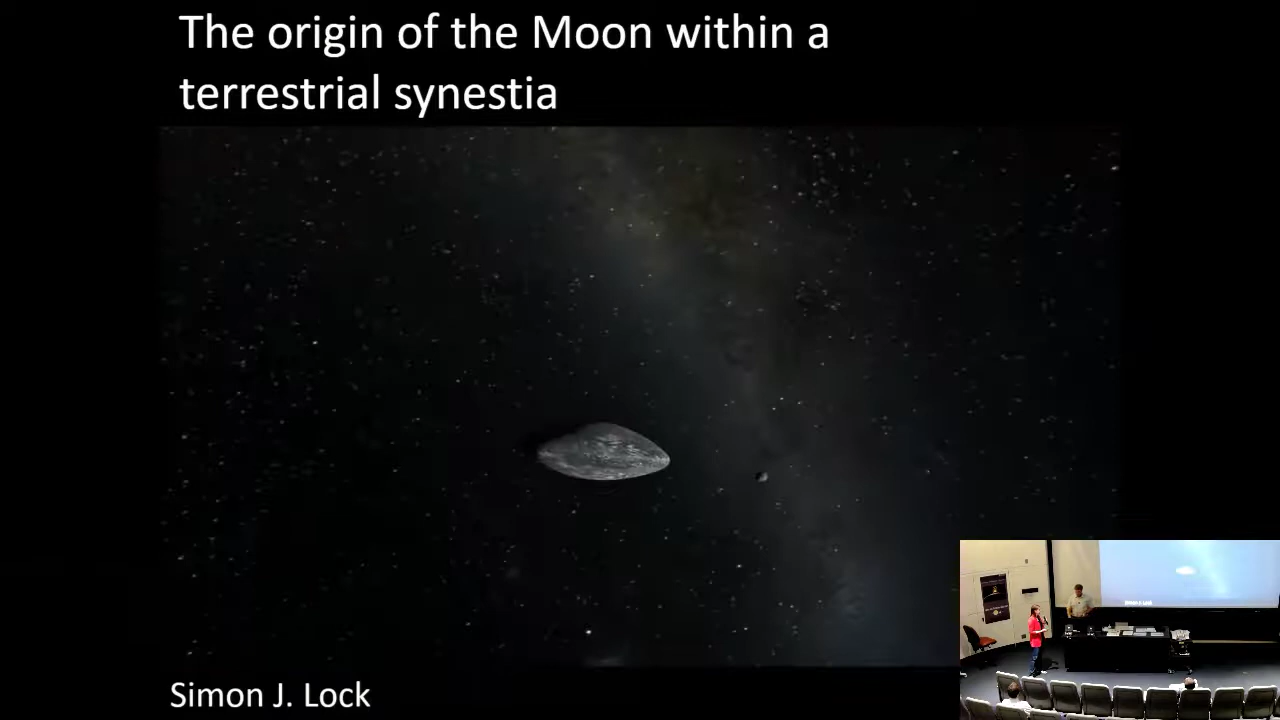 The origin of the Moon within a
terrestrial synestia
Simon J. Lock